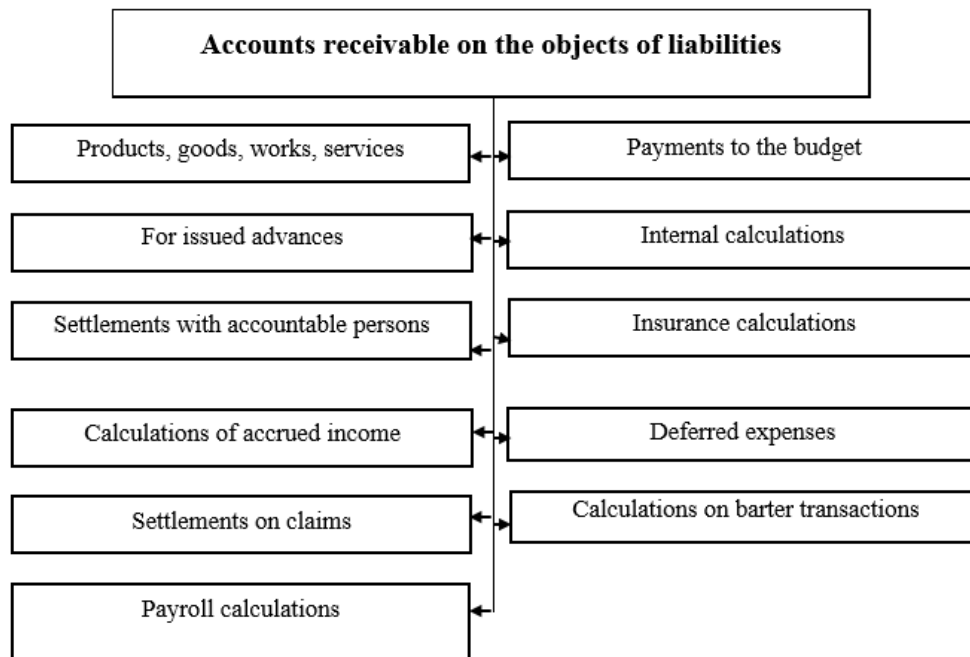 Accounts receivable on the objects of liabilities
Products, goods, works, services
Payments to the budget
For issued advances
Internal calculations
Settlements with accountable persons
Insurance calculations
Calculations of accrued income
Deferred expenses
Settlements on claims
Calculations on barter transactions
Payroll calculations